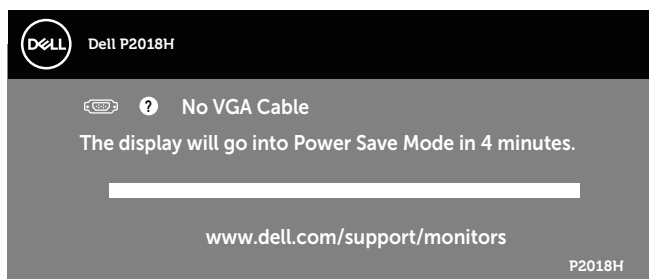 DELL Dell P2018H
? No VGA Cable
The display will go into Power Save Mode in 4 minutes.
www.dell.com/support/monitors
P2018H